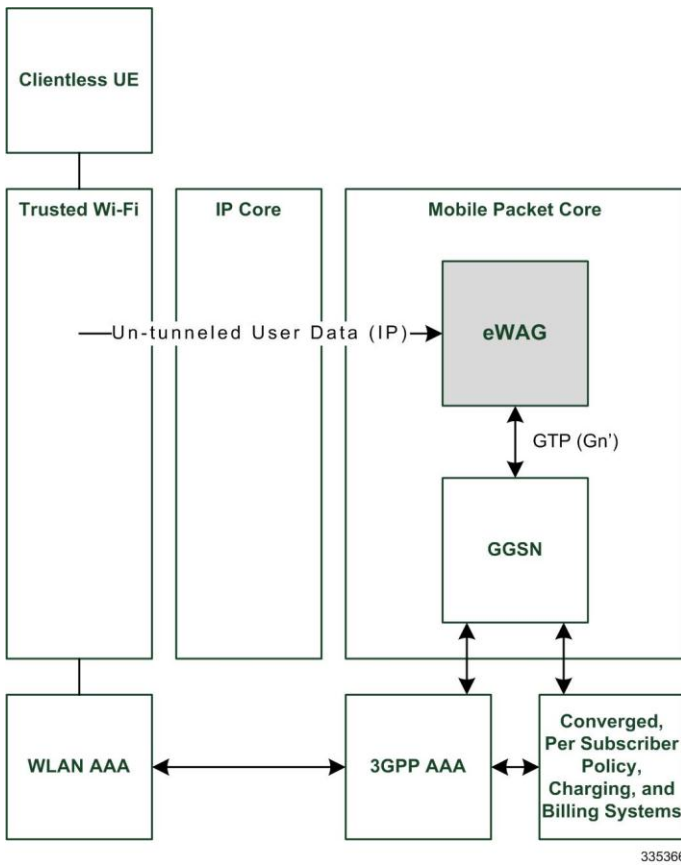 Clientless UE
Trusted Wi-Fi
IP Core
Mobile Packet Core
Un-tunneled User Data (IP)
eWAG
GTP (Gn')
GGSN
WLAN AAA
3GPP AAA
Converged,
Per Subscriber
Policy,
Charging, and
Billing Systems
335366